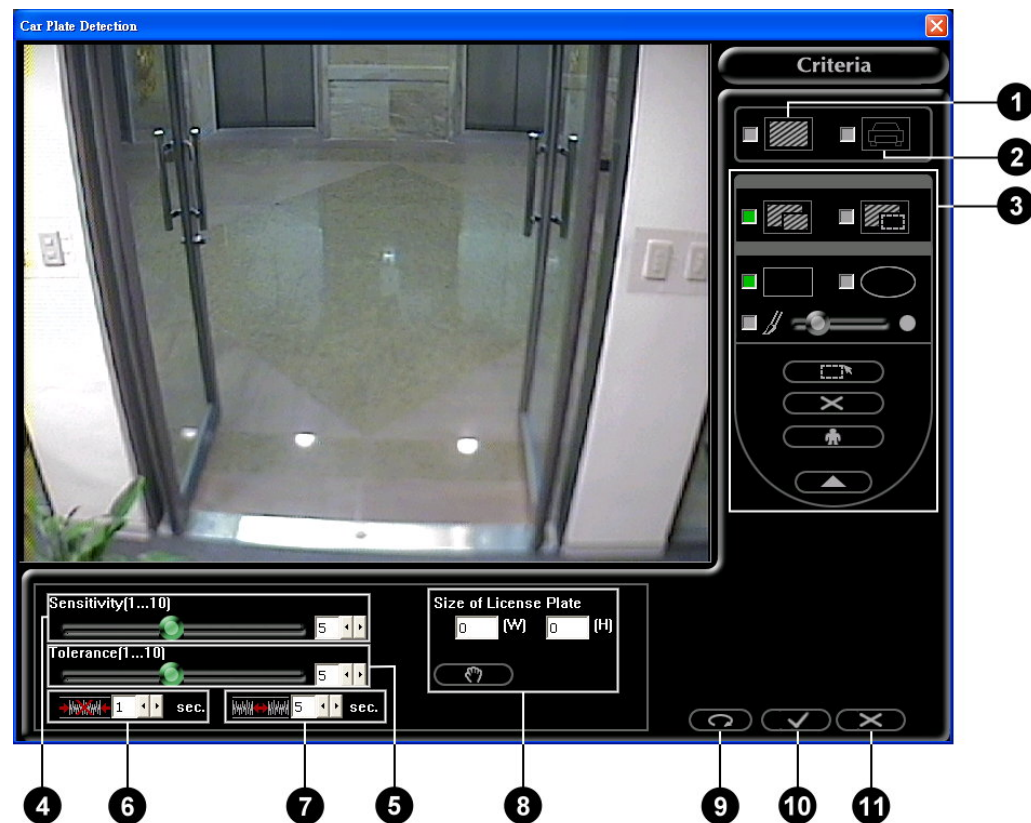 Car Plate Detection
Criteria
1
2
3
Sensitivity(1...10)
5
Tolerance(1...10)
5
1 sec.
5 sec.
Size of License Plate
0 (W) 0 (H)
4 6 7 5 8 9 10 11